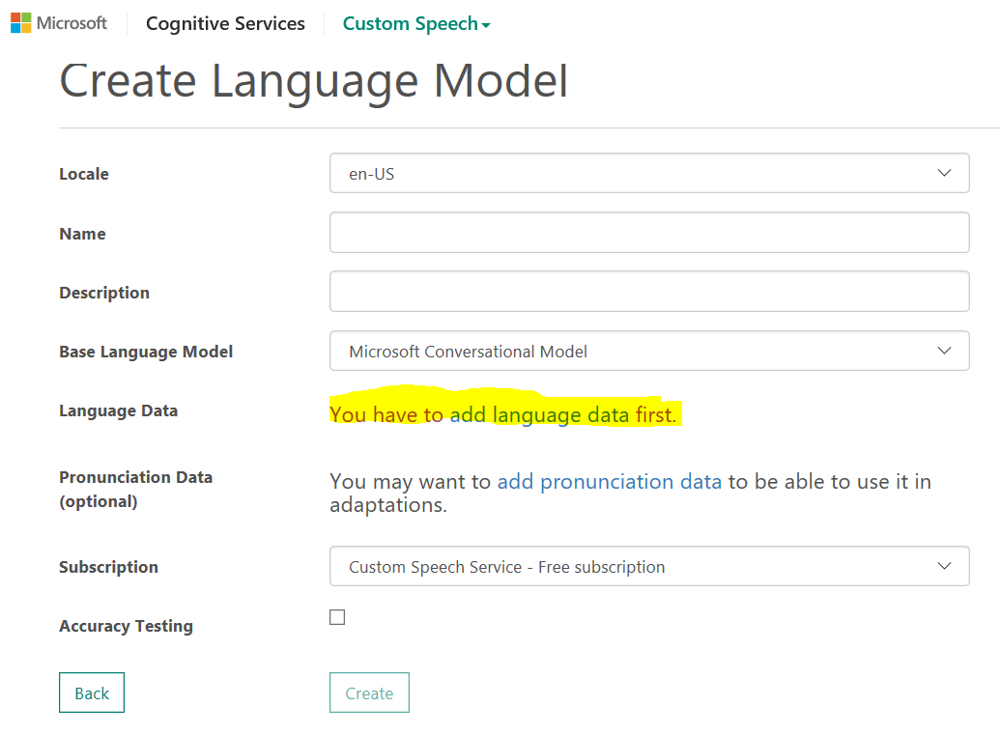 Microsoft Cognitive Services Custom Speech
Create Language Model
Locale en-US
Name
Description
Base Language Model Microsoft Conversational Model
Language Data You have to add language data first.
Pronunciation Data
(optional)
You may want to add pronunciation data to be able to use it in
adaptations.
Subscription Custom Speech Service - Free subscription
Accuracy Testing
Back Create